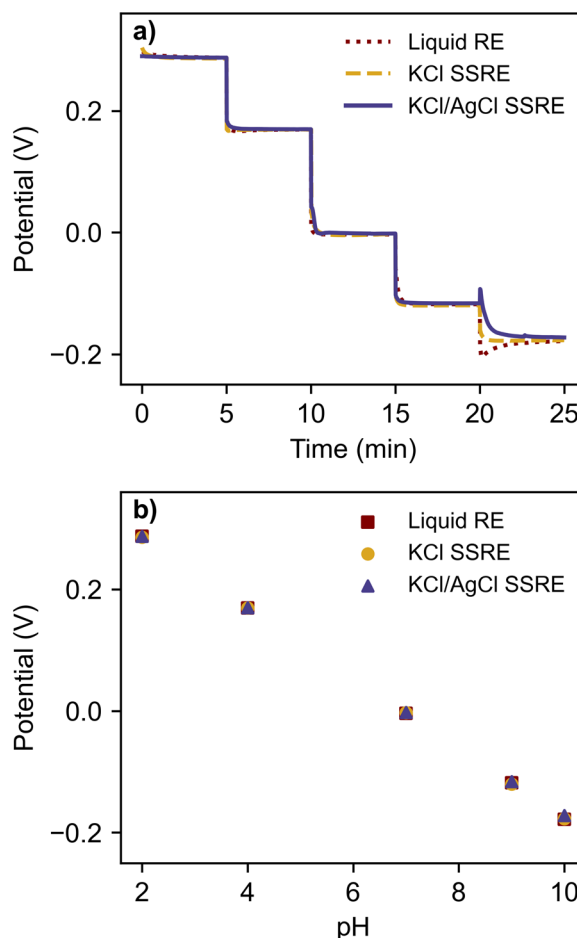 a)
Liquid RE
KCl SSRE
KCl/AgCl SSRE
Potential (V)
0.2
0.0
−0.2
0 5 10 15 20 25
Time (min)
b)
Liquid RE
KCl SSRE
KCl/AgCl SSRE
Potential (V)
0.2
0.0
−0.2
2 4 6 8 10
pH